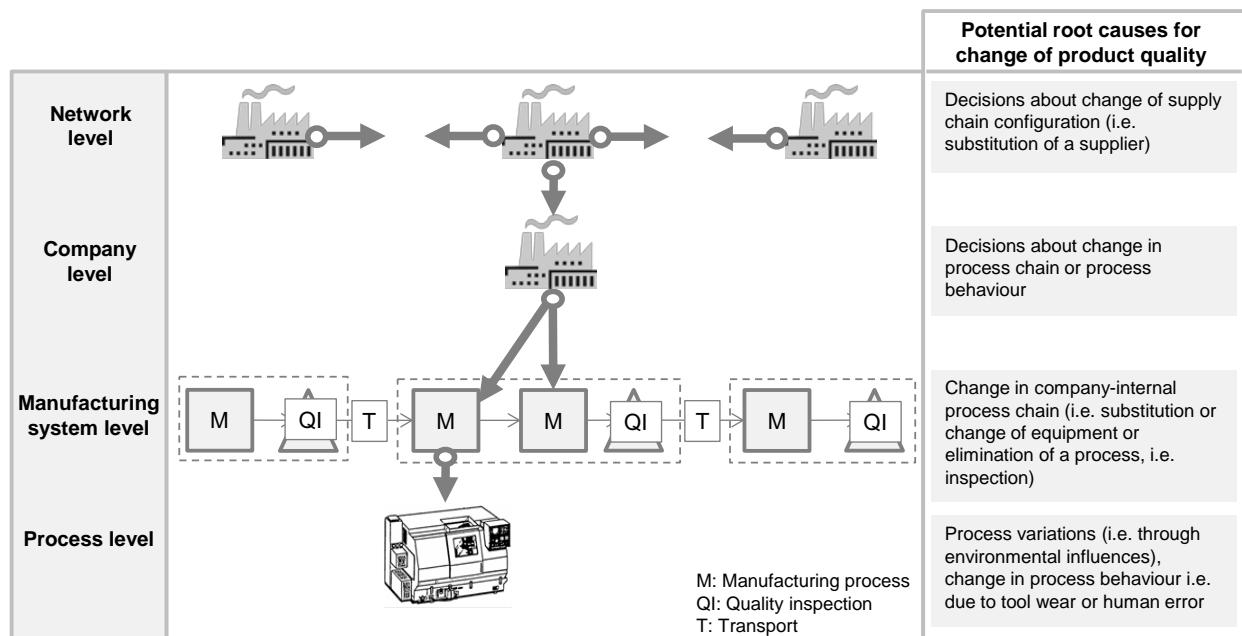 Potential root causes for
change of product quality
Network
level
Decisions about change of supply
chain configuration (i.e.
substitution of a supplier)
Company
level
Decisions about change in
process chain or process
behaviour
Manufacturing
system level
M
QI
T
M
M
QI
T
M
QI
Change in company-internal
process chain (i.e. substitution or
change of equipment or
elimination of a process, i.e.
inspection)
Process level
Process variations (i.e. through
environmental influences),
change in process behaviour i.e.
due to tool wear or human error
M: Manufacturing process
QI: Quality inspection
T: Transport